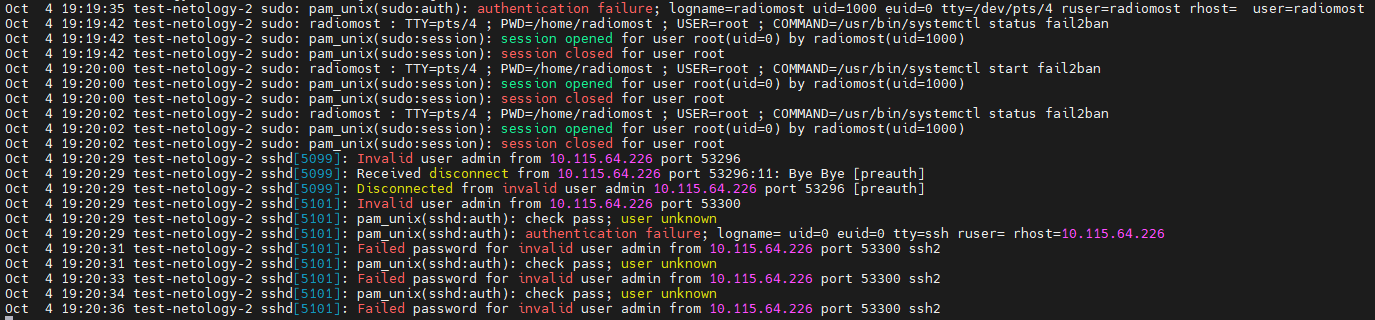 Oct  4 19:19:35 test-netology-2 sudo: pam_unix(sudo:auth): authentication failure; logname=radiomost uid=1000 euid=0 tty=/dev/pts/4 ruser=radiomost rhost=  user=radiomost
Oct  4 19:19:42 test-netology-2 sudo: radiomost : TTY=pts/4 ; PWD=/home/radiomost ; USER=root ; COMMAND=/usr/bin/systemctl status fail2ban
Oct  4 19:19:42 test-netology-2 sudo: pam_unix(sudo:session): session opened for user root(uid=0) by radiomost(uid=1000)
Oct  4 19:19:42 test-netology-2 sudo: pam_unix(sudo:session): session closed for user root
Oct  4 19:20:00 test-netology-2 sudo: radiomost : TTY=pts/4 ; PWD=/home/radiomost ; USER=root ; COMMAND=/usr/bin/systemctl start fail2ban
Oct  4 19:20:00 test-netology-2 sudo: pam_unix(sudo:session): session opened for user root(uid=0) by radiomost(uid=1000)
Oct  4 19:20:00 test-netology-2 sudo: pam_unix(sudo:session): session closed for user root
Oct  4 19:20:02 test-netology-2 sudo: radiomost : TTY=pts/4 ; PWD=/home/radiomost ; USER=root ; COMMAND=/usr/bin/systemctl status fail2ban
Oct  4 19:20:02 test-netology-2 sudo: pam_unix(sudo:session): session opened for user root(uid=0) by radiomost(uid=1000)
Oct  4 19:20:02 test-netology-2 sudo: pam_unix(sudo:session): session closed for user root
Oct  4 19:20:29 test-netology-2 sshd[5099]: Invalid user admin from 10.115.64.226 port 53296
Oct  4 19:20:29 test-netology-2 sshd[5099]: Received disconnect from 10.115.64.226 port 53296:11: Bye Bye [preauth]
Oct  4 19:20:29 test-netology-2 sshd[5099]: Disconnected from invalid user admin 10.115.64.226 port 53296 [preauth]
Oct  4 19:20:29 test-netology-2 sshd[5101]: Invalid user admin from 10.115.64.226 port 53300
Oct  4 19:20:29 test-netology-2 sshd[5101]: pam_unix(sshd:auth): check pass; user unknown
Oct  4 19:20:29 test-netology-2 sshd[5101]: pam_unix(sshd:auth): authentication failure; logname= uid=0 euid=0 tty=ssh ruser= rhost=10.115.64.226
Oct  4 19:20:31 test-netology-2 sshd[5101]: Failed password for invalid user admin from 10.115.64.226 port 53300 ssh2
Oct  4 19:20:31 test-netology-2 sshd[5101]: pam_unix(sshd:auth): check pass; user unknown
Oct  4 19:20:33 test-netology-2 sshd[5101]: Failed password for invalid user admin from 10.115.64.226 port 53300 ssh2
Oct  4 19:20:34 test-netology-2 sshd[5101]: pam_unix(sshd:auth): check pass; user unknown
Oct  4 19:20:36 test-netology-2 sshd[5101]: Failed password for invalid user admin from 10.115.64.226 port 53300 ssh2